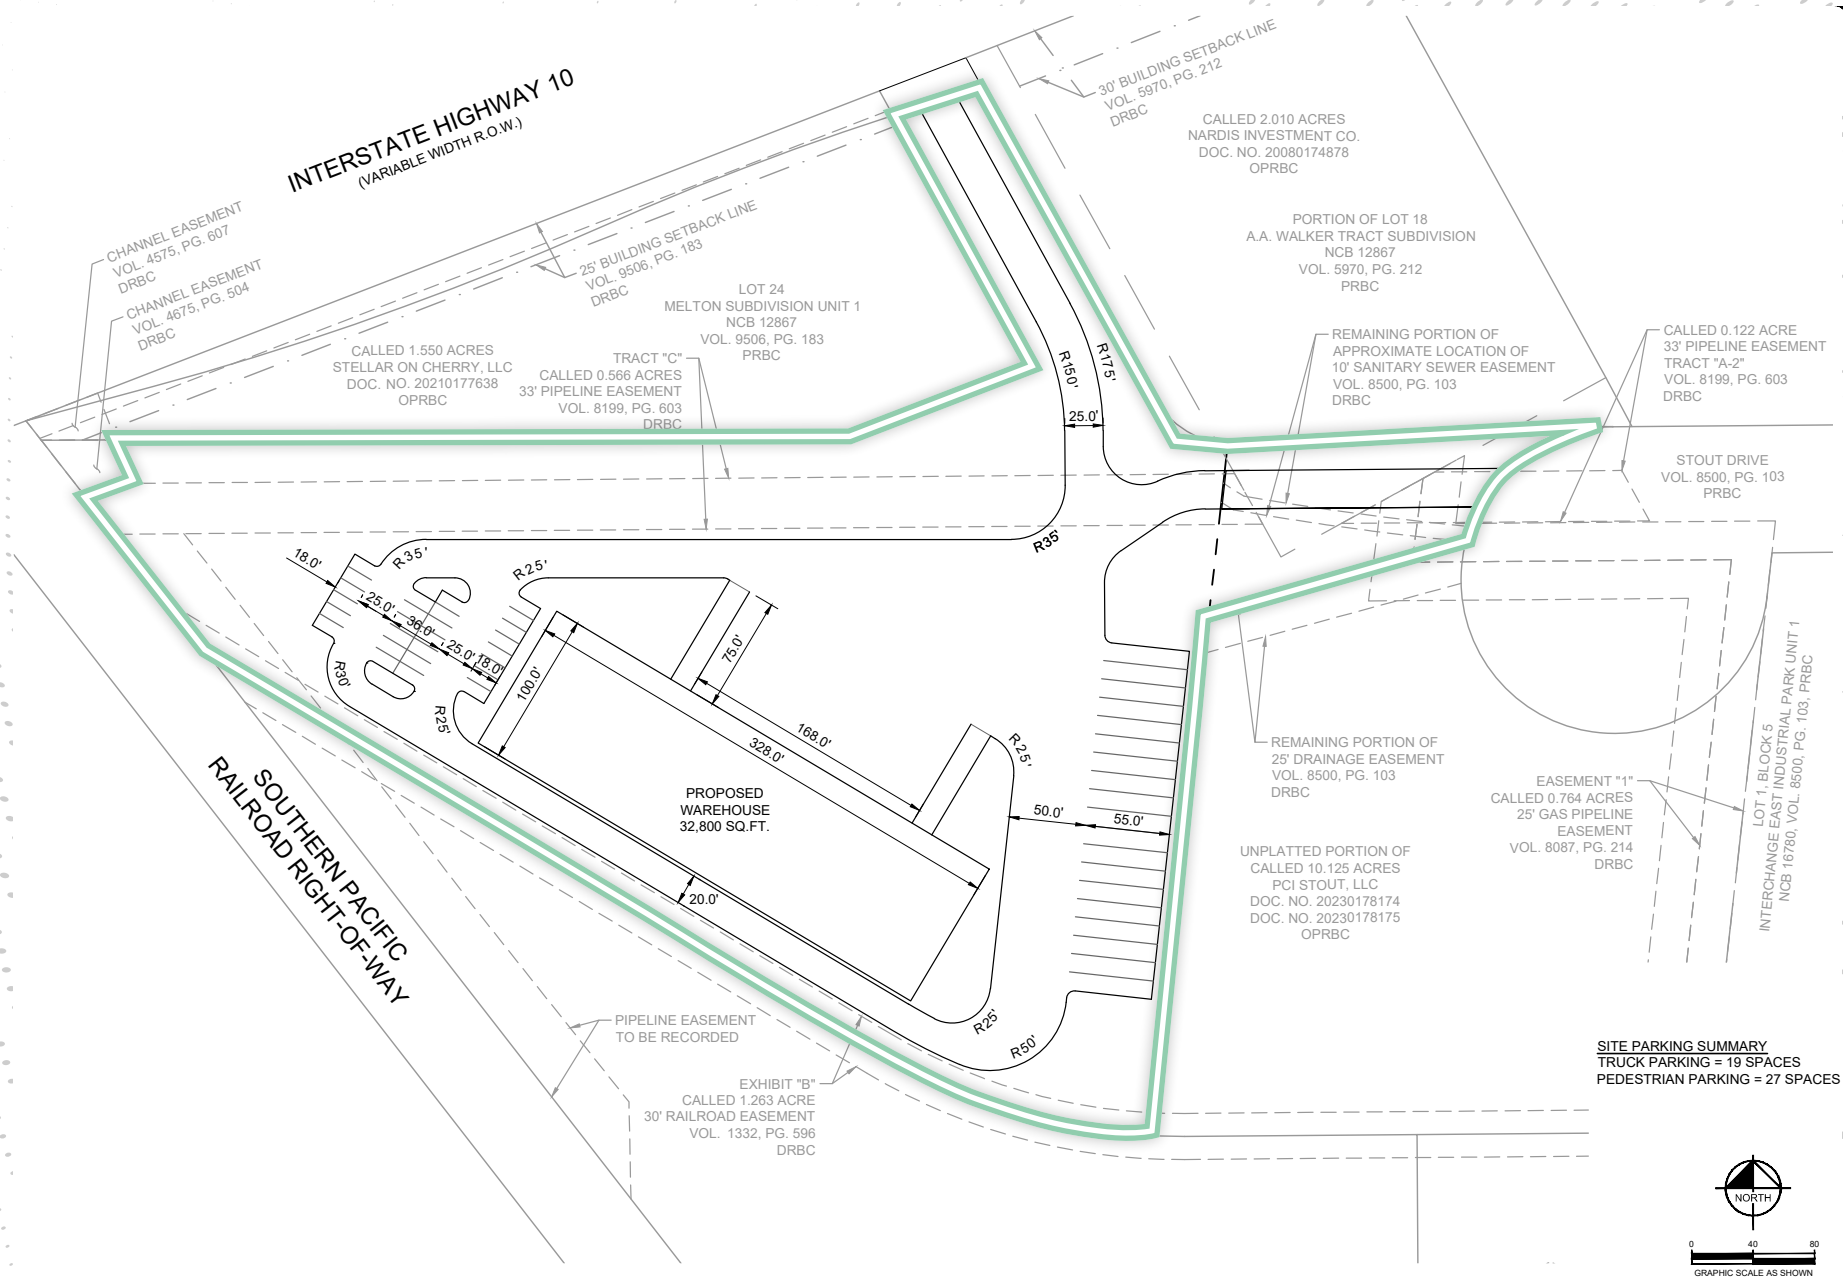 INTERSTATE HIGHWAY 10
(VARIABLE WIDTH R.O.W.)
30' BUILDING SETBACK LINE
VOL. 5970, PG. 212
DRBC
CALLED 2.010 ACRES
NARDIS INVESTMENT CO.
DOC. NO. 20080174878
OPRBC
PORTION OF LOT 18
A.A. WALKER TRACT SUBDIVISION
NCB 12867
VOL. 5970, PG. 212
PRBC
CHANNEL EASEMENT
VOL. 4575, PG. 607
DRBC
CHANNEL EASEMENT
VOL. 4675, PG. 504
DRBC
25' BUILDING SETBACK LINE
VOL. 9506, PG. 183
DRBC
LOT 24
MELTON SUBDIVISION UNIT 1
NCB 12867
VOL. 9506, PG. 183
PRBC
CALLED 1.550 ACRES
STELLAR ON CHERRY, LLC
DOC. NO. 20210177638
OPRBC
TRACT "C"
CALLED 0.566 ACRES
33' PIPELINE EASEMENT
VOL. 8199, PG. 603
DRBC
R150'
R175'
25.0'
REMAINING PORTION OF
APPROXIMATE LOCATION OF
10' SANITARY SEWER EASEMENT
VOL. 8500, PG. 103
DRBC
CALLED 0.122 ACRE
33' PIPELINE EASEMENT
TRACT "A-2"
VOL. 8199, PG. 603
DRBC
STOUT DRIVE
VOL. 8500, PG. 103
PRBC
R35'
18.0'
R35'
R25'
25.0'
36.0'
25.0'
18.0'
R30'
R25'
100.0'
75.0'
168.0'
328.0'
R25'
PROPOSED
WAREHOUSE
32,800 SQ.FT.
50.0'
55.0'
20.0'
R25'
R50'
SOUTHERN PACIFIC
RAILROAD RIGHT-OF-WAY
REMAINING PORTION OF
25' DRAINAGE EASEMENT
VOL. 8500, PG. 103
DRBC
EASEMENT "1"
CALLED 0.764 ACRES
25' GAS PIPELINE
EASEMENT
VOL. 8087, PG. 214
DRBC
LOT 1, BLOCK 5
INTERCHANGE EAST INDUSTRIAL PARK UNIT 1
NCB 16780, VOL. 8500, PG. 103, PRBC
UNPLATTED PORTION OF
CALLED 10.125 ACRES
PCI STOUT, LLC
DOC. NO. 20230178174
DOC. NO. 20230178175
OPRBC
PIPELINE EASEMENT
TO BE RECORDED
EXHIBIT "B"
CALLED 1.263 ACRE
30' RAILROAD EASEMENT
VOL. 1332, PG. 596
DRBC
SITE PARKING SUMMARY
TRUCK PARKING = 19 SPACES
PEDESTRIAN PARKING = 27 SPACES
NORTH
0 40 80
GRAPHIC SCALE AS SHOWN